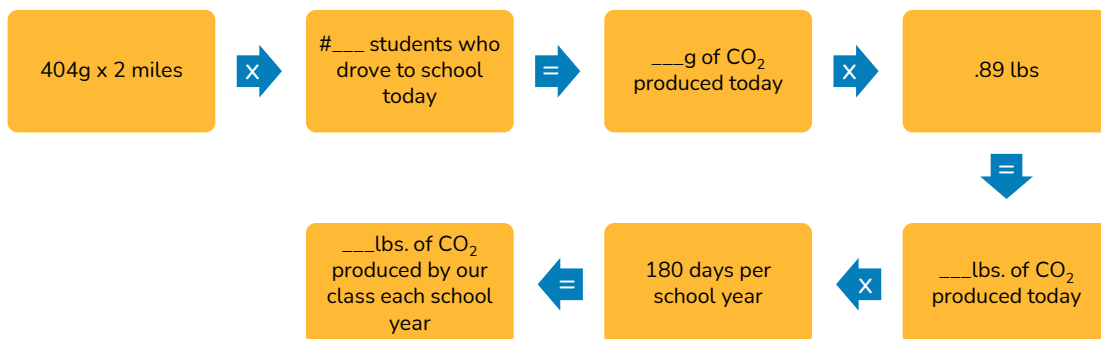 404g x 2 miles
x
#___ students who
drove to school
today
=
___g of CO₂
produced today
x
.89 lbs
=
___lbs. of CO₂
produced today
x
180 days per
school year
=
___lbs. of CO₂
produced by our
class each school
year